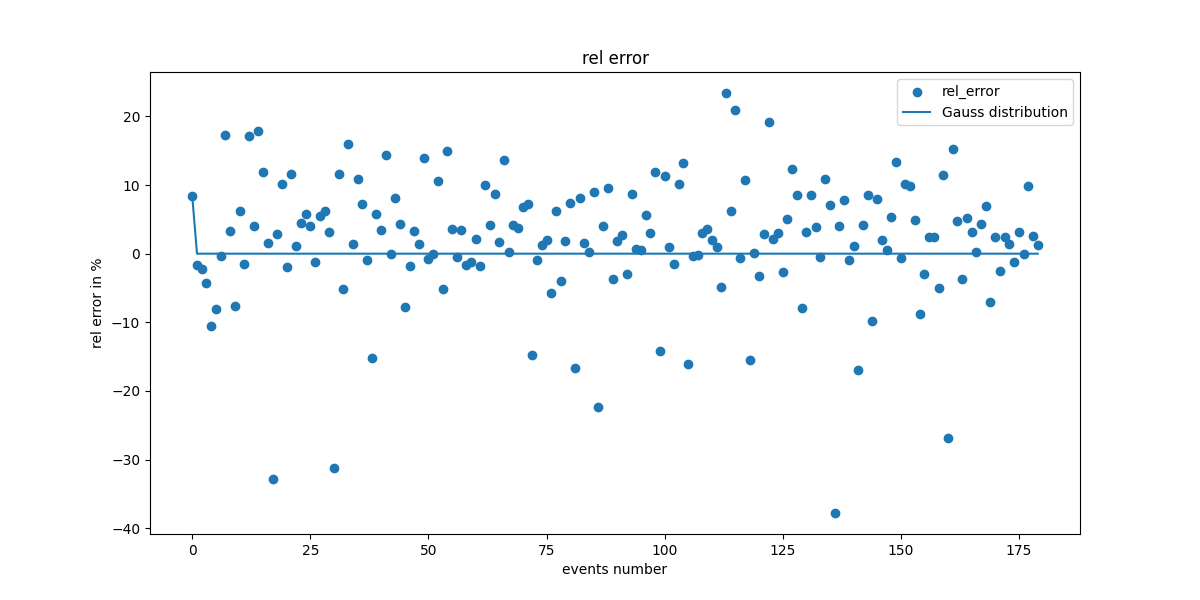 rel error
rel_error
Gauss distribution
rel error in %
20
10
0
−10
−20
−30
−40
0 25 50 75 100 125 150 175
events number